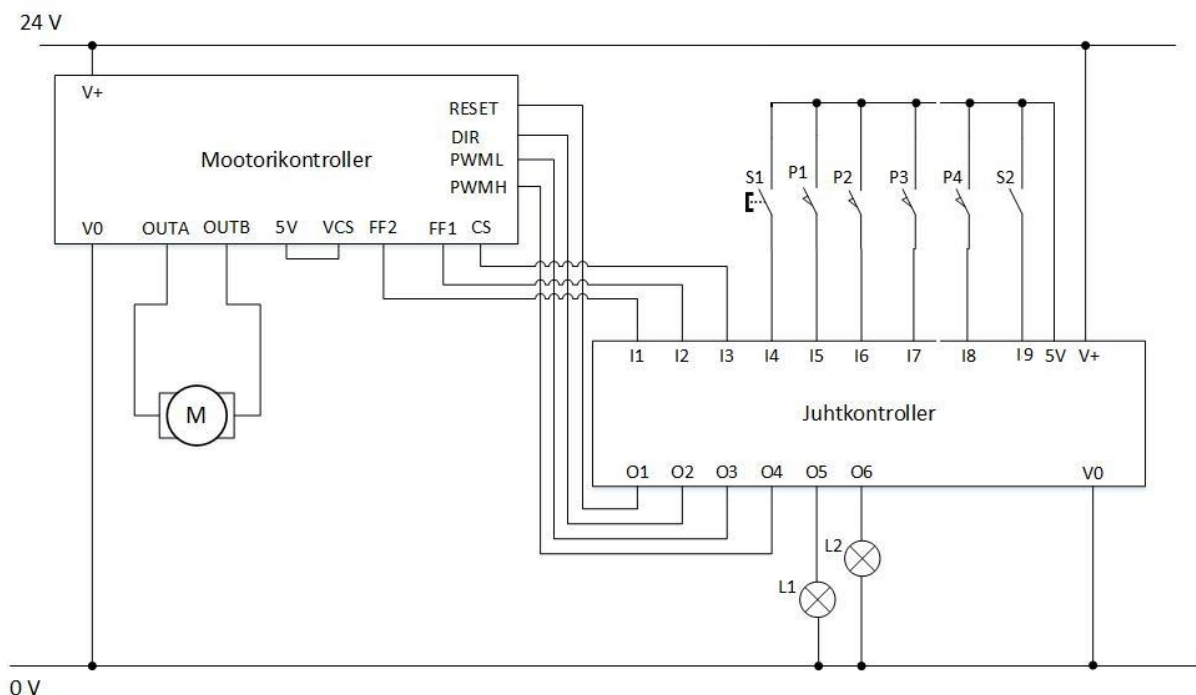 24 V
V+
RESET
DIR
Mootorikontroller
PWML
PWMH
S1 P1 P2 P3 P4 S2
V0 OUTA OUTB 5V VCS FF2 FF1 CS
I1 I2 I3 I4 I5 I6 I7 I8 I9 5V V+
M
Juhtkontroller
O1 O2 O3 O4 O5 O6 V0
L2
L1
0 V